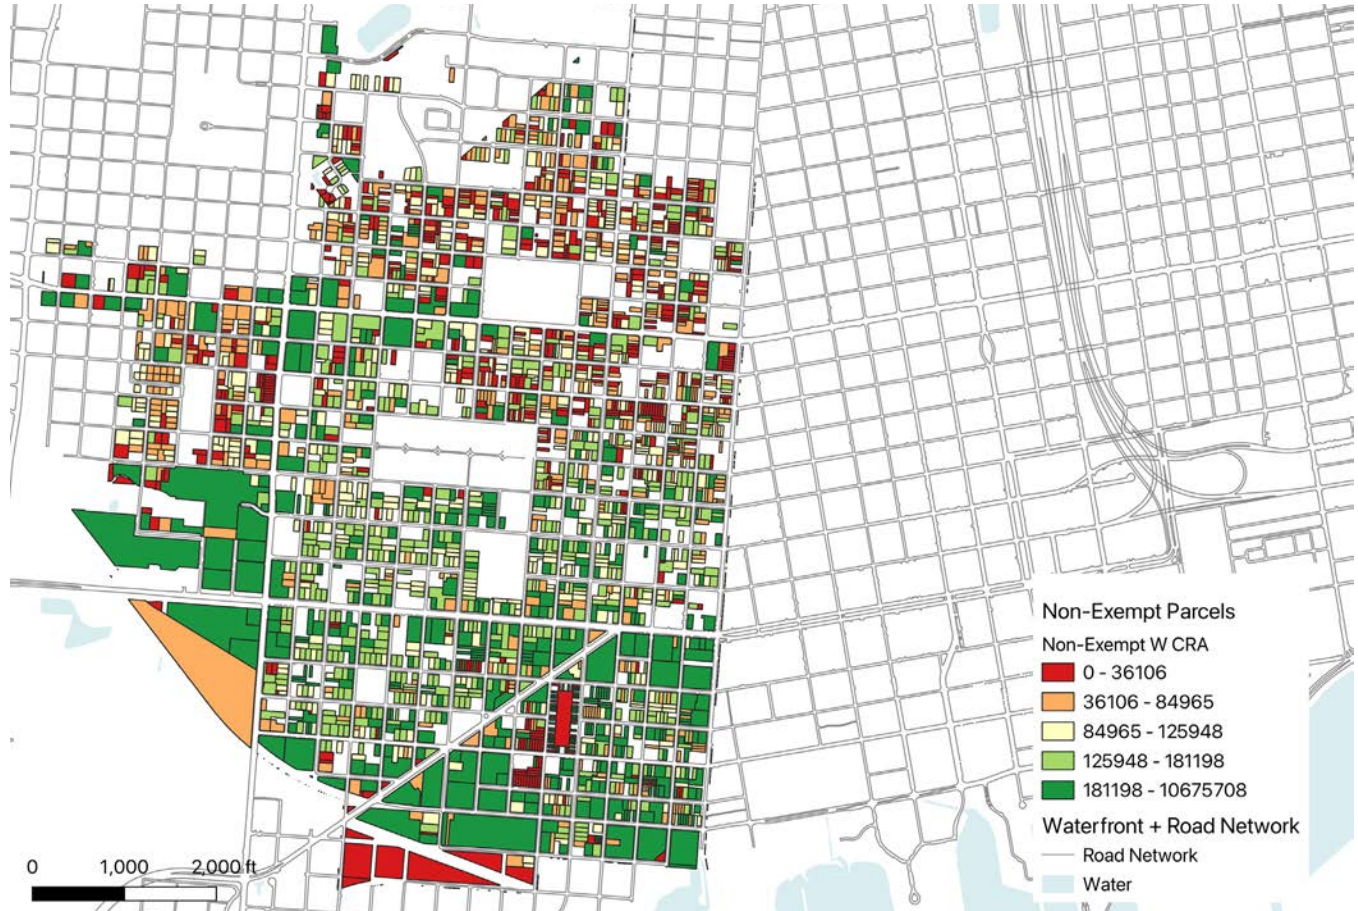 Non-Exempt Parcels
Non-Exempt W CRA
0 - 36106
36106 - 84965
84965 - 125948
125948 - 181198
181198 - 10675708
Waterfront + Road Network
Road Network
Water
0 1,000 2,000 ft